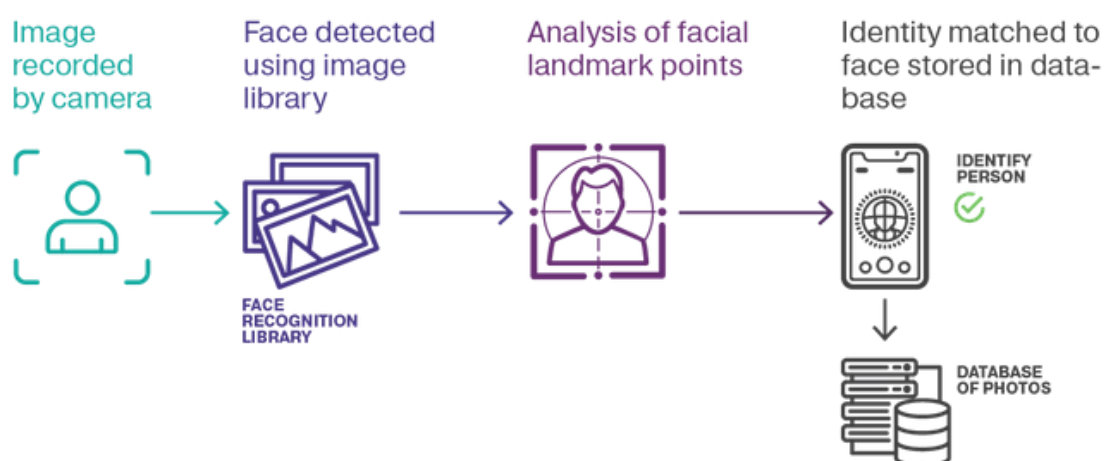 Image
recorded
by camera
Face detected
using image
library
FACE
RECOGNITION
LIBRARY
Analysis of facial
landmark points
Identity matched to
face stored in data-
base
IDENTIFY
PERSON
DATABASE
OF PHOTOS